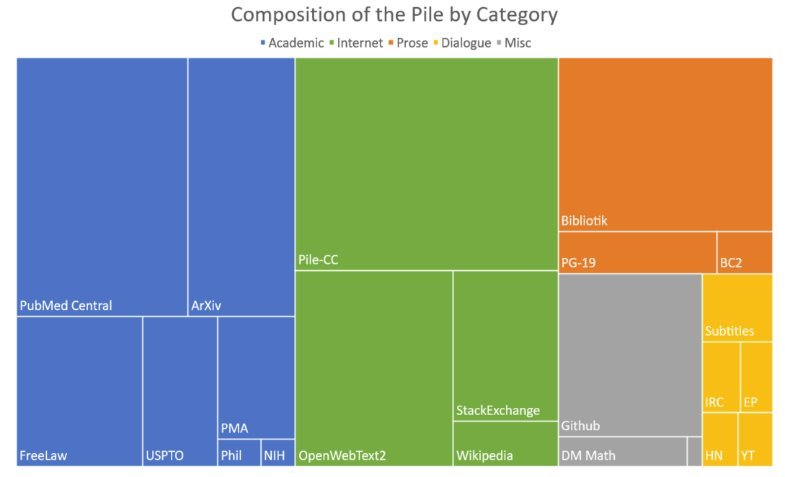 Composition of the Pile by Category
Academic Internet Prose Dialogue Misc
PubMed Central
ArXiv
FreeLaw
USPTO
PMA
Phil
NIH
Pile-CC
OpenWebText2
StackExchange
Wikipedia
Bibliotik
PG-19
BC2
Github
DM Math
Subtitles
IRC
EP
HN
YT